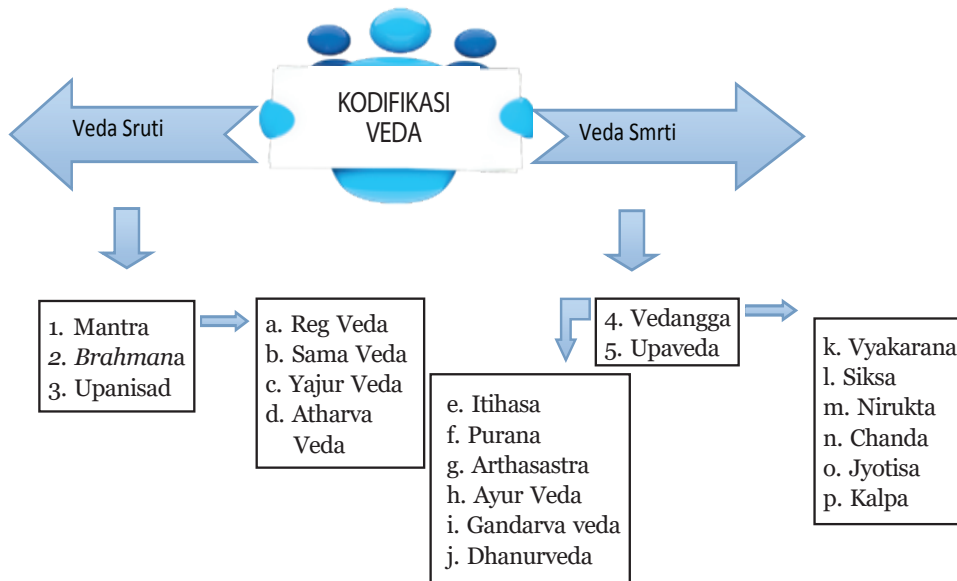 KODIFIKASI
VEDA
Veda Sruti
Veda Smrti
1. Mantra
2. Brahmana
3. Upanisad
a. Reg Veda
b. Sama Veda
c. Yajur Veda
d. Atharva
Veda
4. Vedangga
5. Upaveda
e. Itihasa
f. Purana
g. Arthasastra
h. Ayur Veda
i. Gandarva veda
j. Dhanurveda
k. Vyakarana
l. Siksa
m. Nirukta
n. Chanda
o. Jyotisa
p. Kalpa